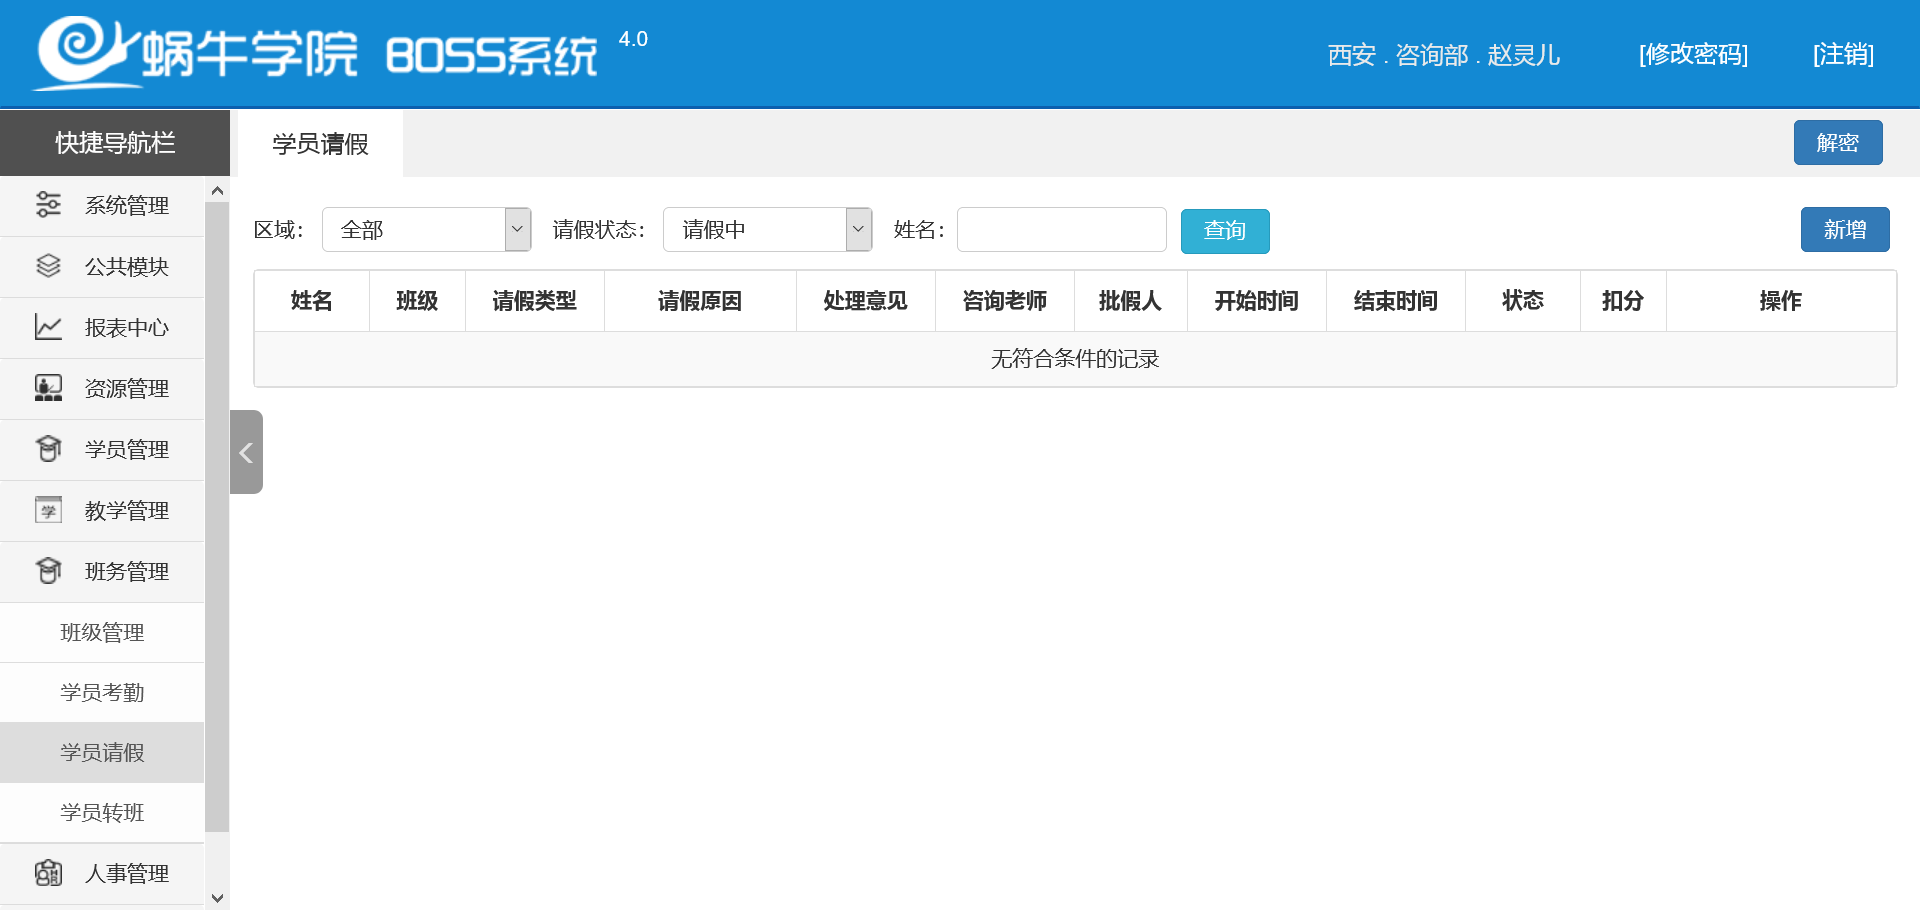 蜗牛学院 BOSS系统 4.0
西安 . 咨询部 . 赵灵儿 [修改密码] [注销]
快捷导航栏
学员请假
解密
系统管理
公共模块
报表中心
资源管理
学员管理
教学管理
班务管理
班级管理
学员考勤
学员请假
学员转班
人事管理
区域： 全部 请假状态： 请假中 姓名： 查询 新增
姓名 班级 请假类型 请假原因 处理意见 咨询老师 批假人 开始时间 结束时间 状态 扣分 操作
无符合条件的记录